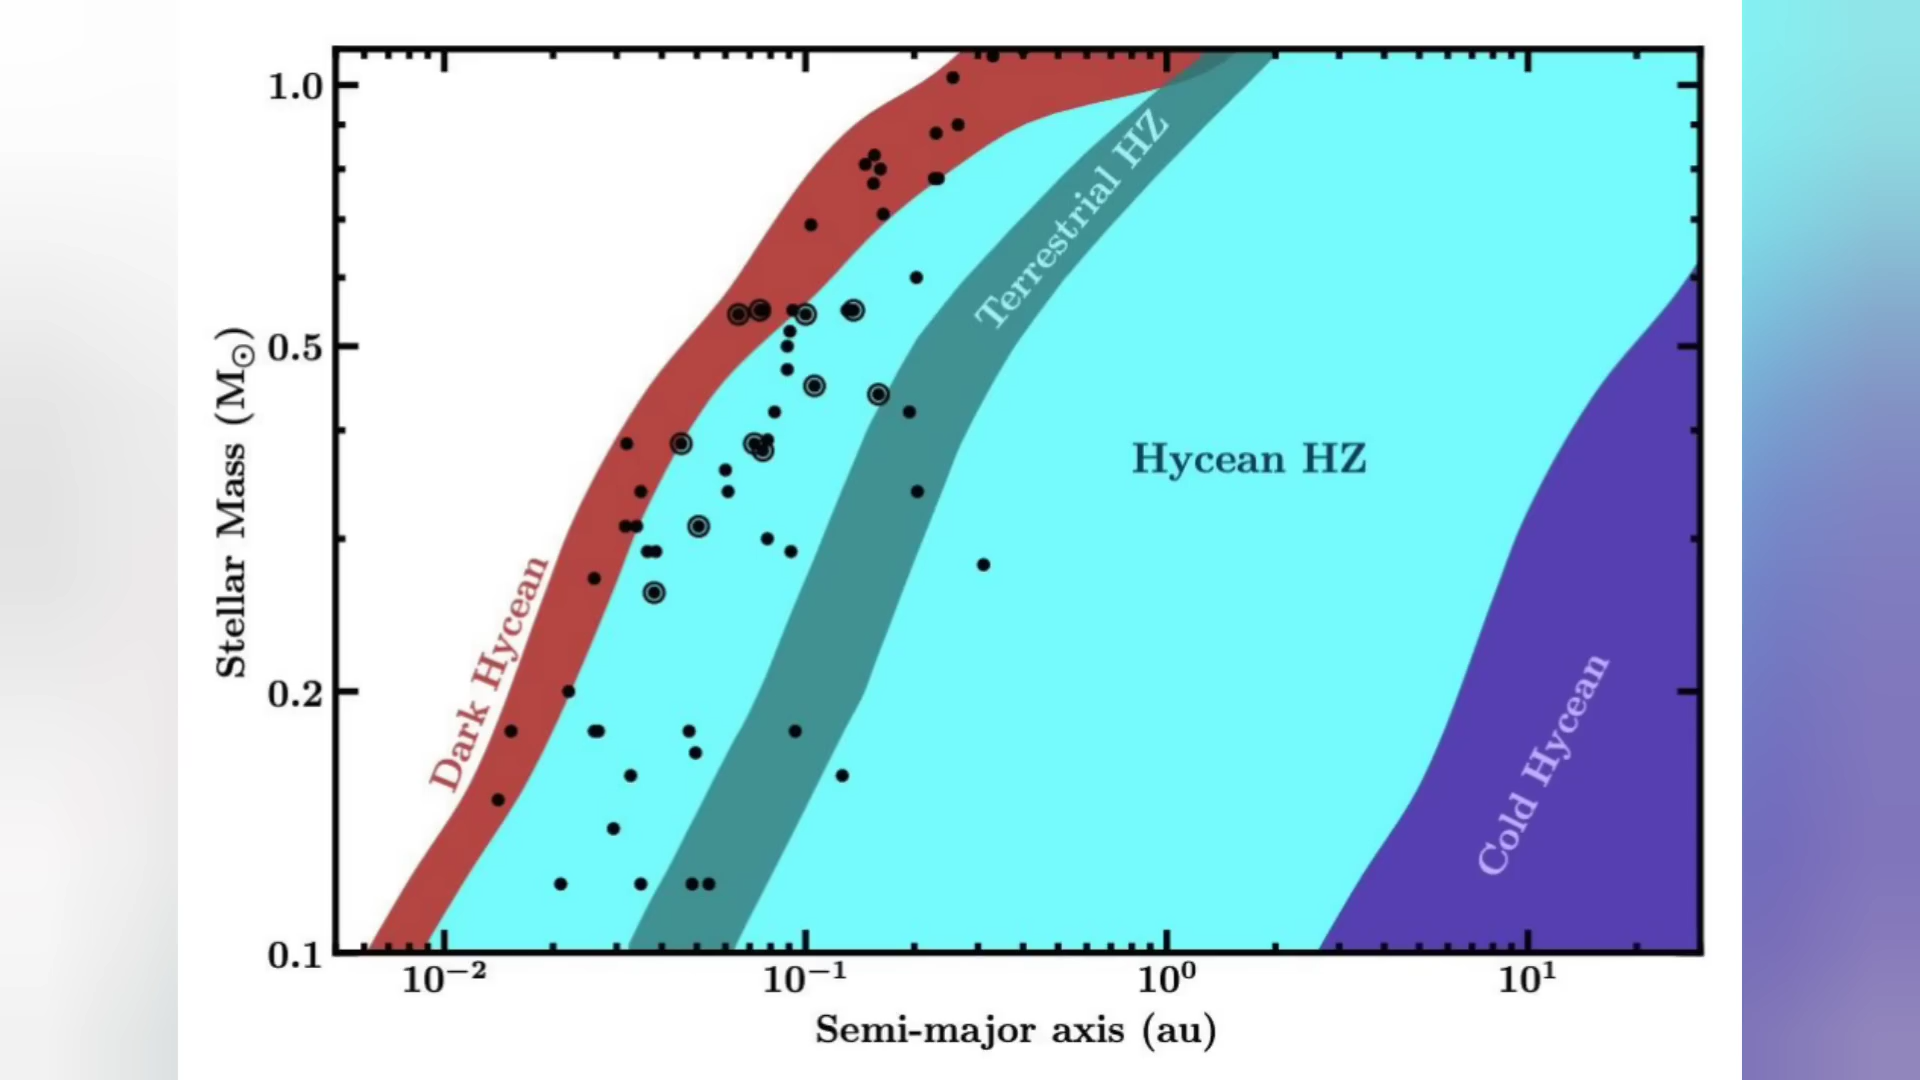 1.0
0.5
0.2
0.1
Stellar Mass (M☉)
Dark Hycean
Terrestrial HZ
Hycean HZ
Cold Hycean
10⁻²
10⁻¹
10⁰
10¹
Semi-major axis (au)